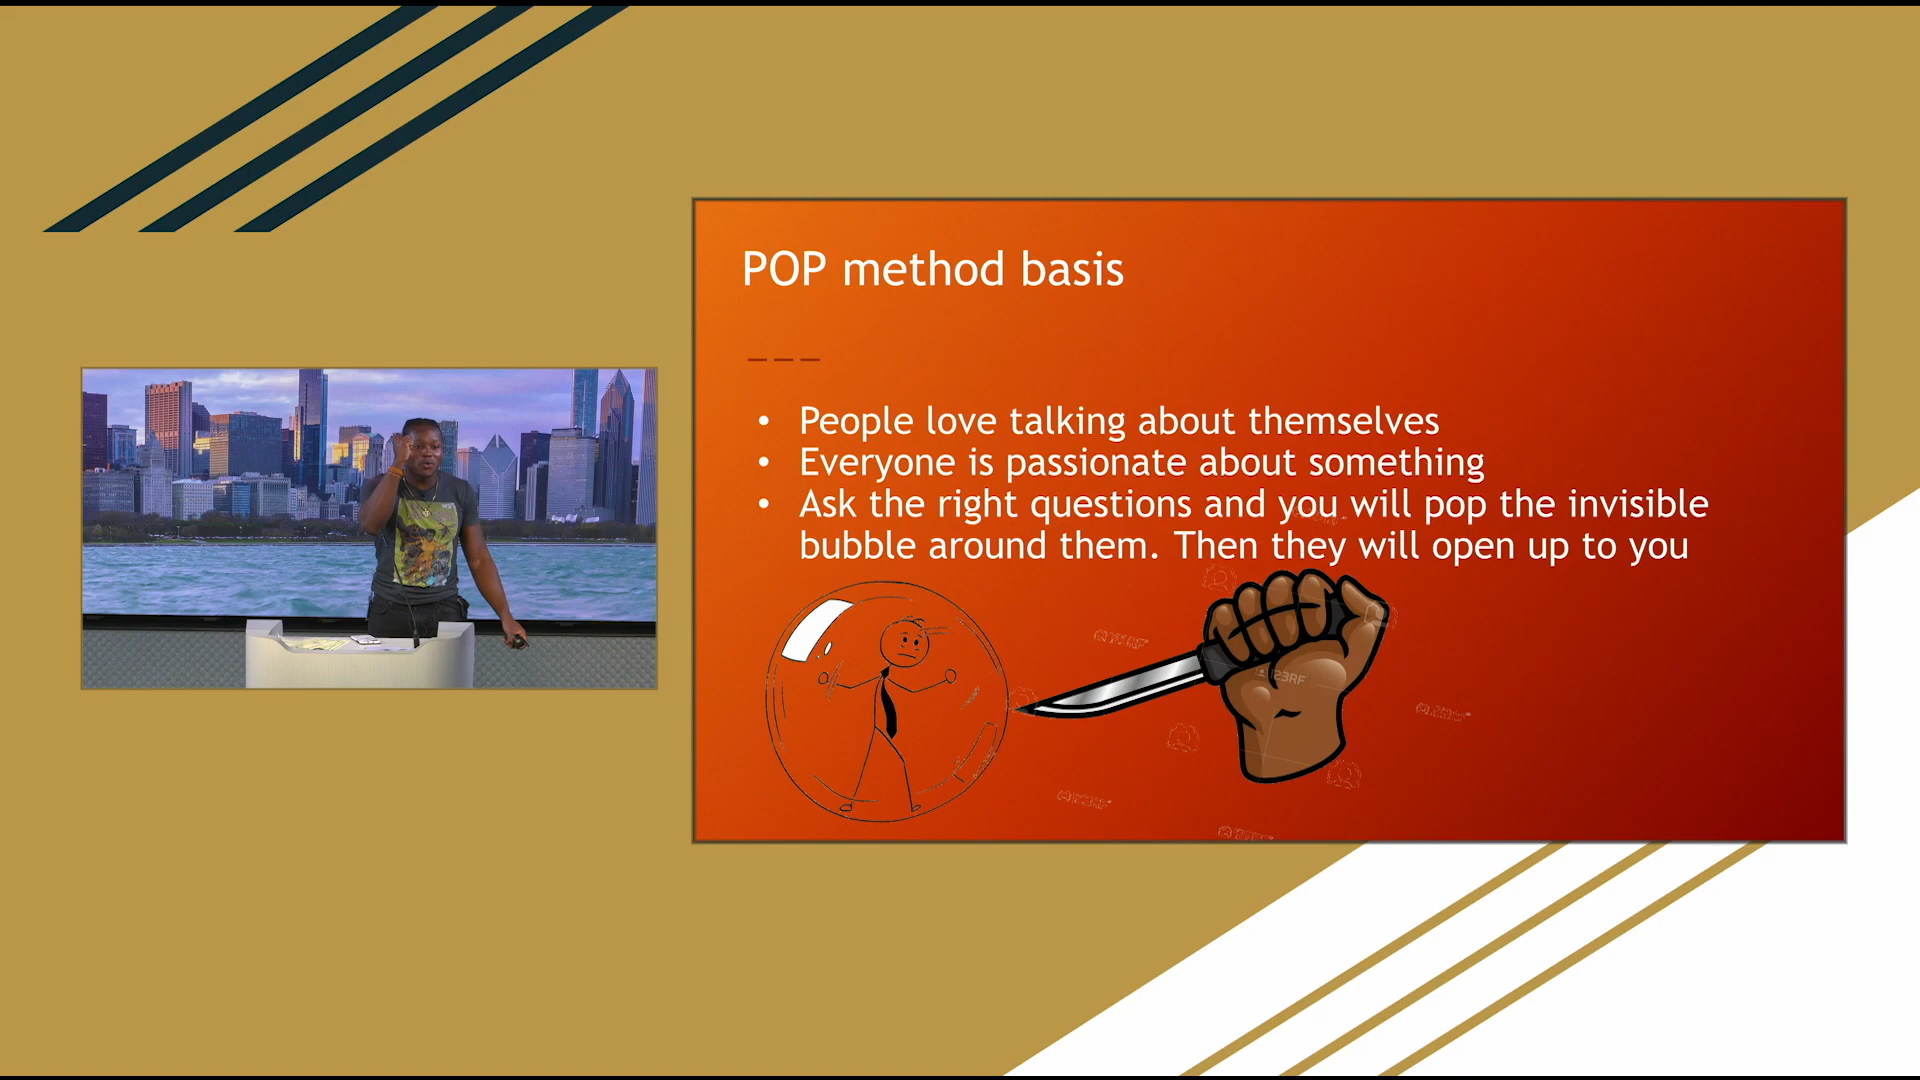 POP method basis
• People love talking about themselves
• Everyone is passionate about something
• Ask the right questions and you will pop the invisible
bubble around them. Then they will open up to you
123RF